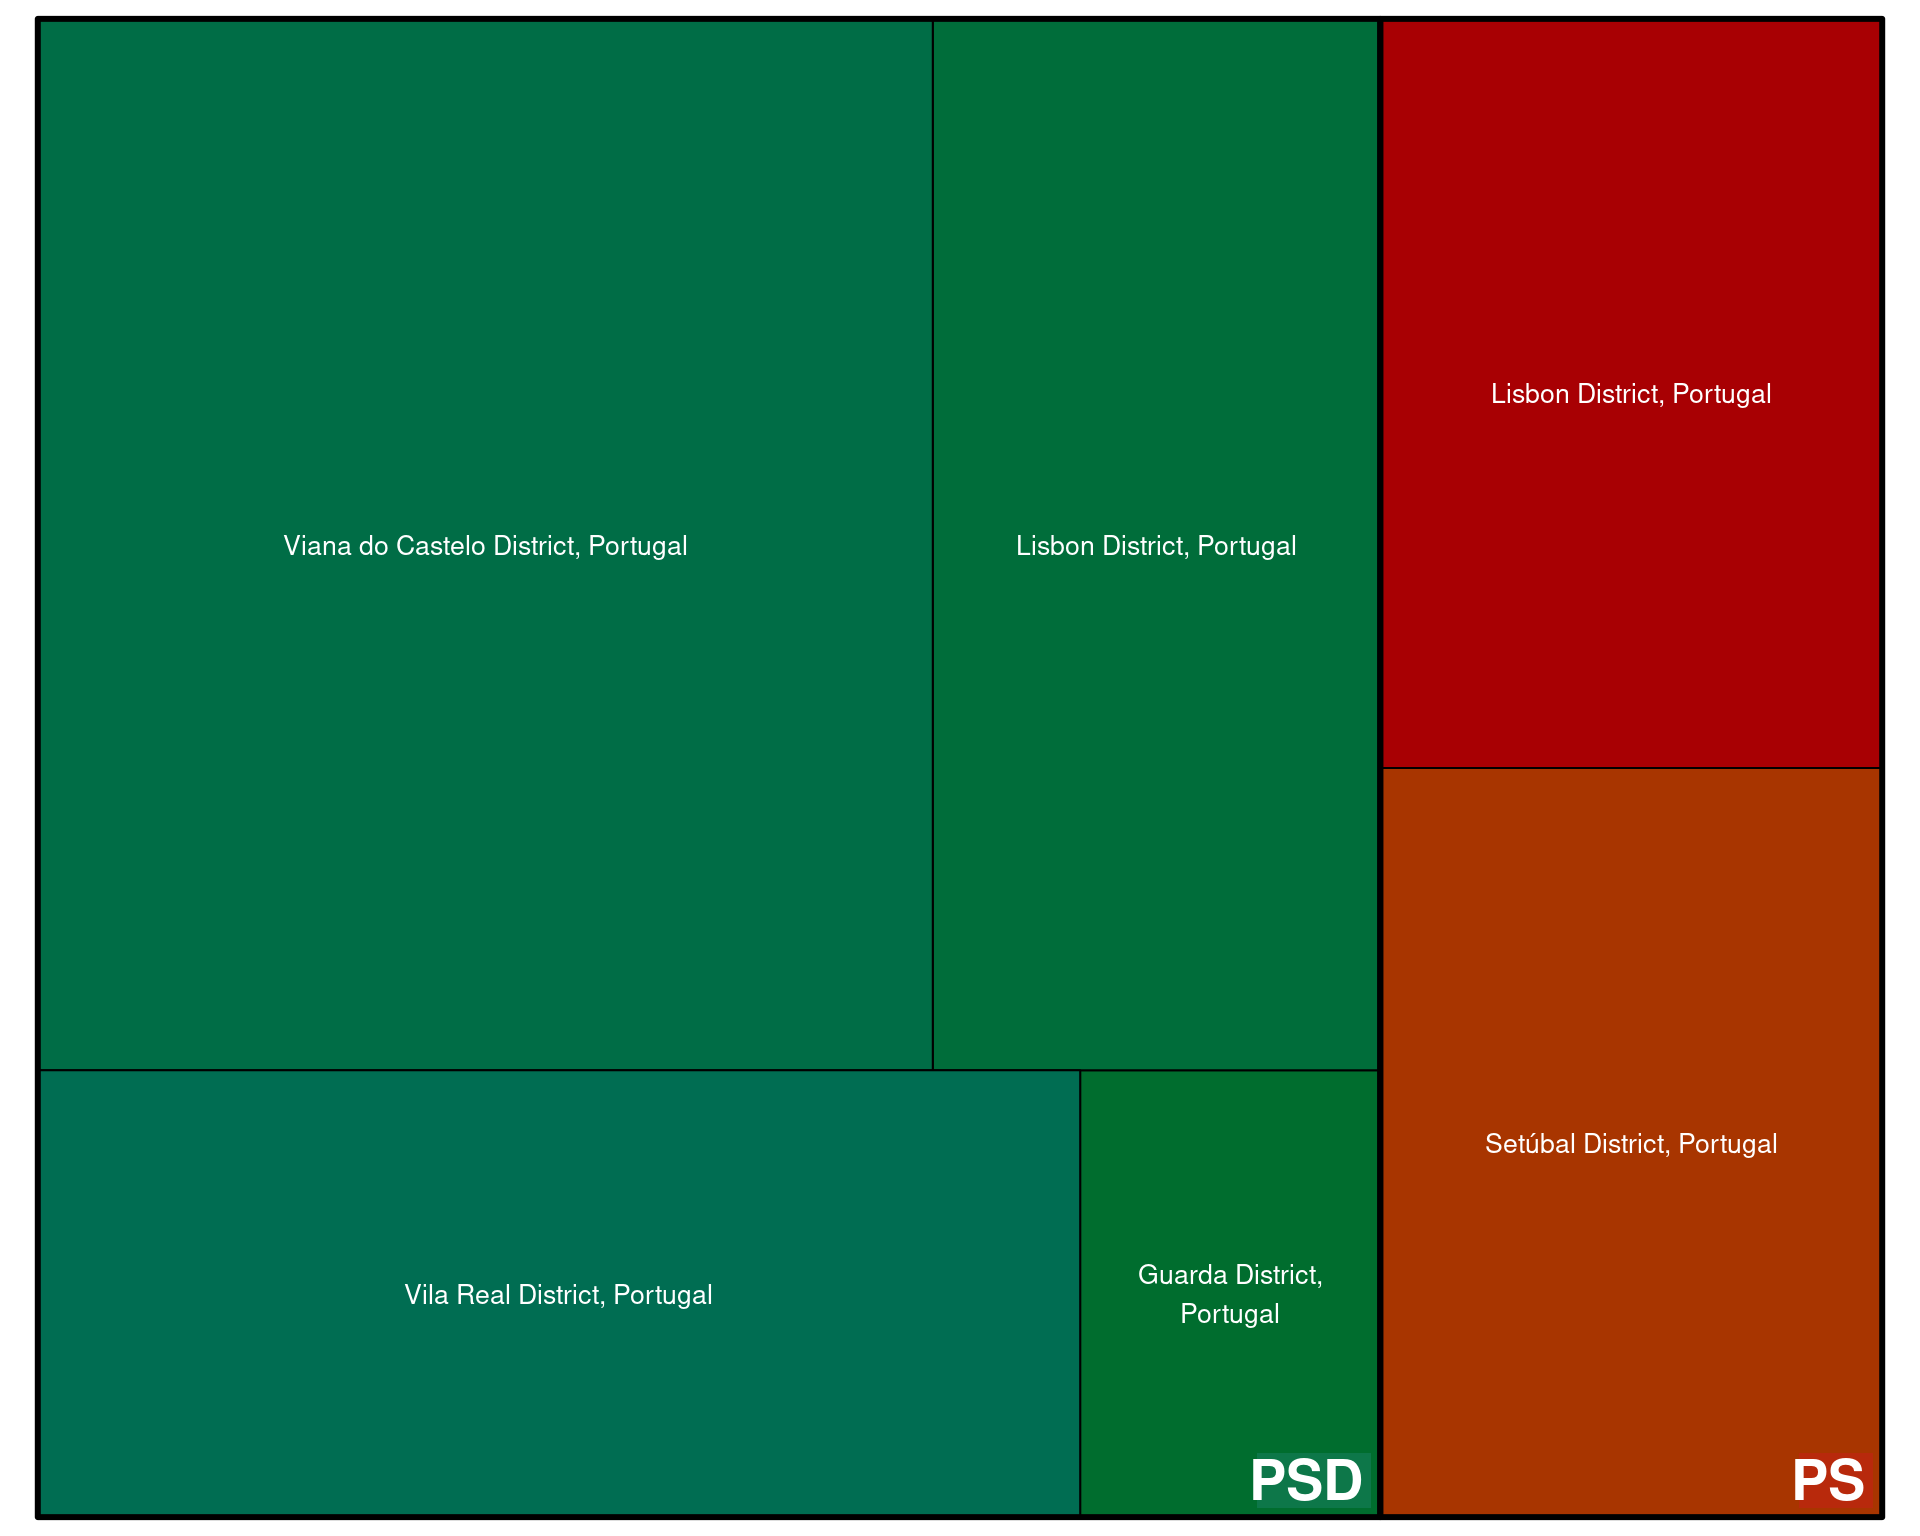 Viana do Castelo District, Portugal
Lisbon District, Portugal
Vila Real District, Portugal
Guarda District,
Portugal
PSD
Lisbon District, Portugal
Setúbal District, Portugal
PS